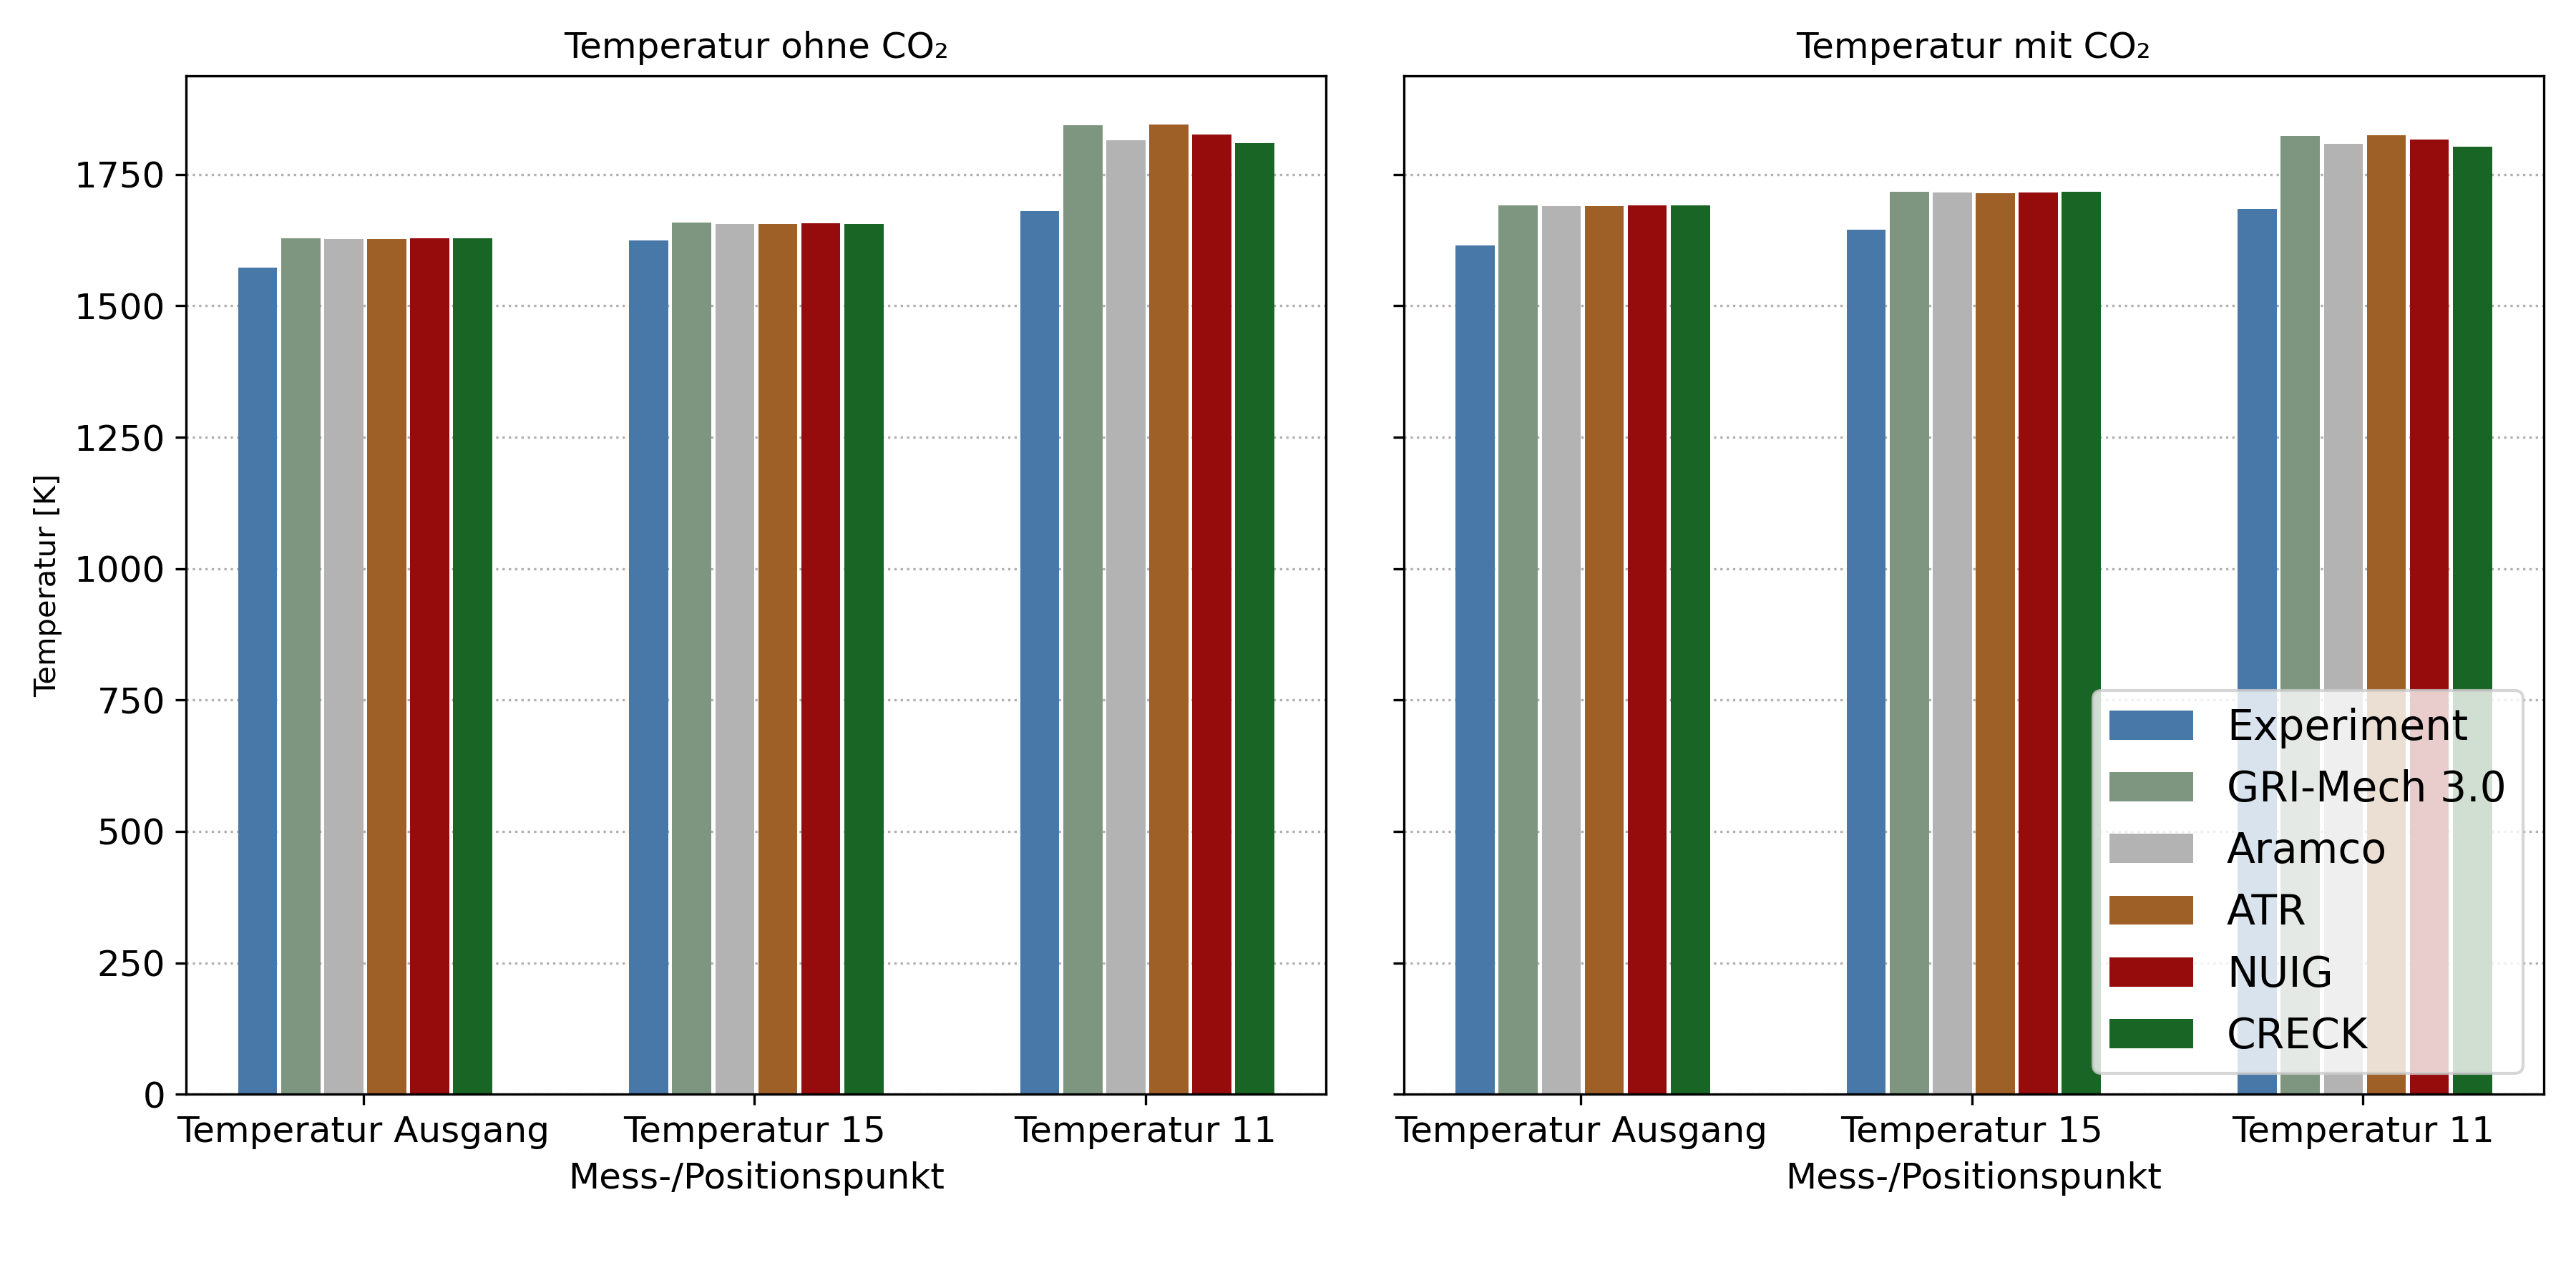 Temperatur ohne CO₂
Temperatur mit CO₂
Temperatur [K]
1750
1500
1250
1000
750
500
250
0
Temperatur Ausgang
Temperatur 15
Temperatur 11
Mess-/Positionspunkt
Temperatur Ausgang
Temperatur 15
Temperatur 11
Mess-/Positionspunkt
Experiment
GRI-Mech 3.0
Aramco
ATR
NUIG
CRECK